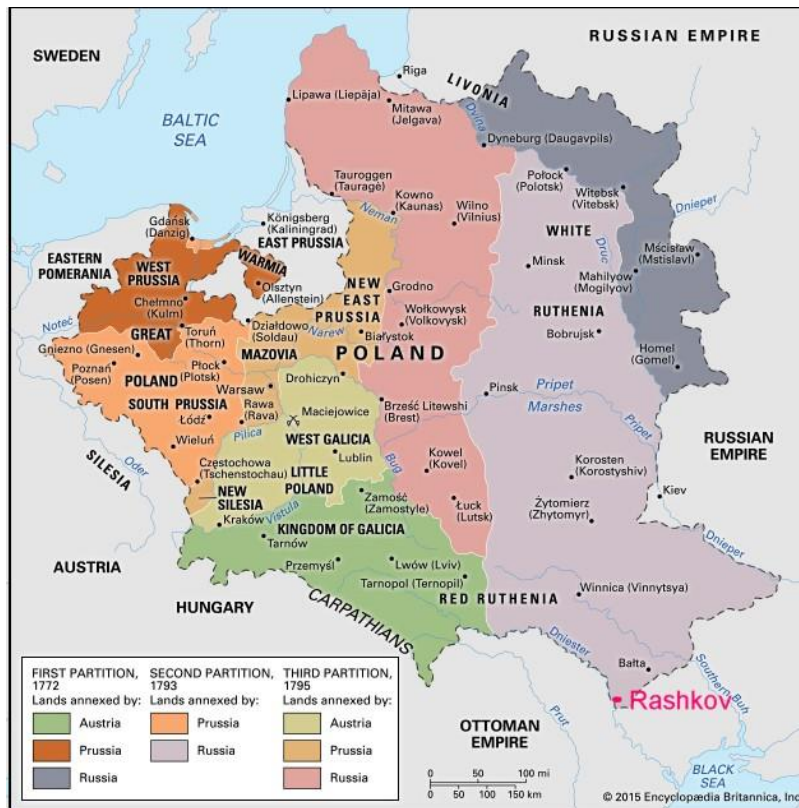 RUSSIAN EMPIRE
SWEDEN
Riga
LIVONIA
Lipawa (Liepāja)
Mitawa
(Jelgava)
Dvina
BALTIC
SEA
Dyneburg (Daugavpils)
Tauroggen
(Tauragė)
Połock
(Polotsk)
Witebsk
(Vitebsk)
Kowno
(Kaunas)
Wilno
(Vilnius)
Neman
Dnieper
Gdańsk
(Danzig)
Königsberg
(Kaliningrad)
EAST PRUSSIA
WHITE
RUTHENIA
Druc
Mścisław
(Mstislavl)
EASTERN
POMERANIA
WEST
PRUSSIA
WARMIA
Olsztyn
(Allenstein)
NEW
EAST
PRUSSIA
Minsk
Mahilyow
(Mogilyov)
Grodno
Chełmno
(Kulm)
Wołkowysk
(Volkovysk)
Noteć
GREAT
POLAND
Toruń
(Thorn)
Działdowo
(Soldau)
Narew
Białystok
Bobrujsk
Gniezno (Gnesen)
MAZOVIA
POLAND
Homel
(Gomel)
Poznań
(Posen)
Płock
(Plotsk)
Drohiczyn
SOUTH PRUSSIA
Warsaw
Rawa
(Rava)
Brześć Litewski
(Brest)
Pinsk
Pripet
Marshes
Łódź
Maciejowice
Pilica
WEST GALICIA
Pripet
RUSSIAN
EMPIRE
Wieluń
Lublin
Bug
Kowel
(Kovel)
SILESIA
Oder
Częstochowa
(Tschenstochau)
LITTLE
POLAND
Korosten
(Korostyshiv)
NEW
SILESIA
Zamość
(Zamostyle)
Łuck
(Lutsk)
Kiev
Vistula
Żytomierz
(Zhytomyr)
Kraków
KINGDOM OF GALICIA
Tarnów
Dnieper
AUSTRIA
Przemyśl
Lwów (Lviv)
Tarnopol (Ternopil)
Winnica (Vinnytsya)
HUNGARY
CARPATHIANS
RED RUTHENIA
Dniester
Bałta
Southern Buh
Rashkov
Prut
OTTOMAN
EMPIRE
BLACK
SEA
FIRST PARTITION,
1772
Lands annexed by:
Austria
Prussia
Russia
SECOND PARTITION,
1793
Lands annexed by:
Prussia
Russia
THIRD PARTITION,
1795
Lands annexed by:
Austria
Prussia
Russia
0 50 100 mi
0 50 100 150 km
© 2015 Encyclopædia Britannica, Inc